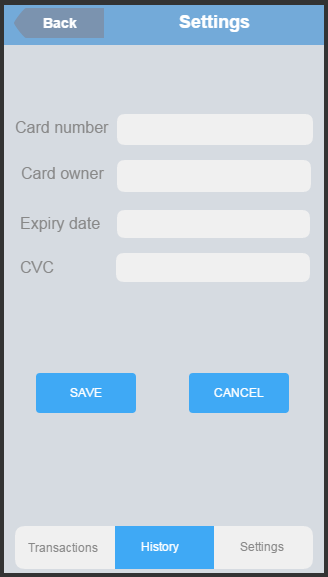 Back Settings
Card number
Card owner
Expiry date
CVC
SAVE CANCEL
Transactions History Settings